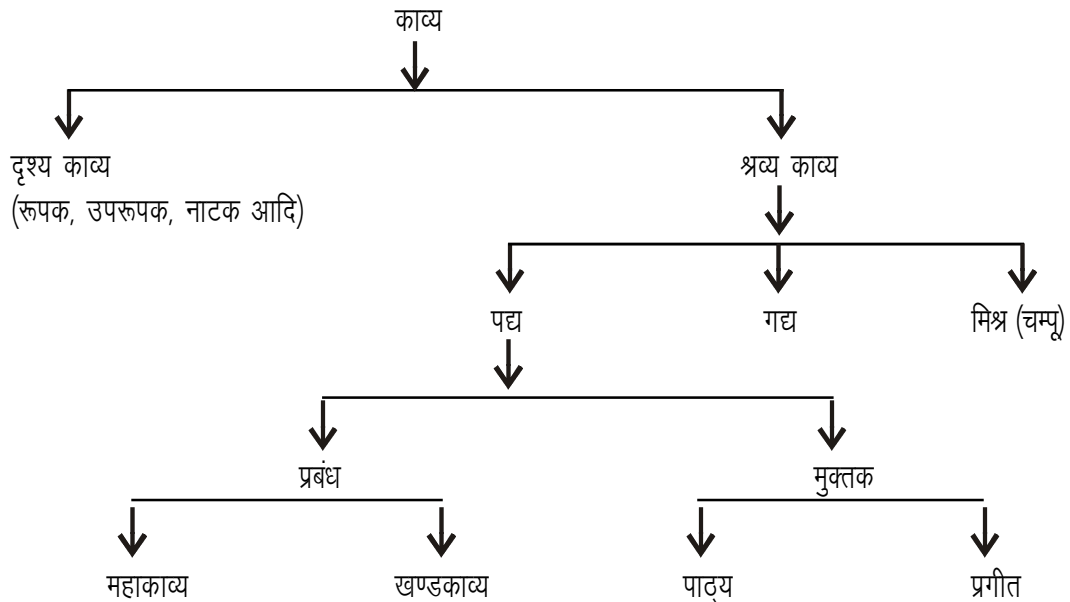 काव्य
दृश्य काव्य
श्रव्य काव्य
(रूपक, उपरूपक, नाटक आदि)
पद्य
गद्य
मिश्र (चम्पू)
प्रबंध
मुक्तक
महाकाव्य
खण्डकाव्य
पाठ्य
प्रगीत